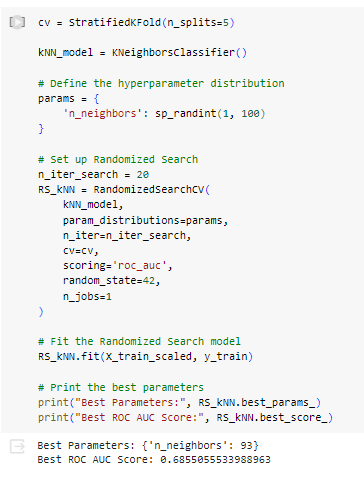 cv = StratifiedKFold(n_splits=5)
kNN_model = KNeighborsClassifier()
# Define the hyperparameter distribution
params = {
    'n_neighbors': sp_randint(1, 100)
}
# Set up Randomized Search
n_iter_search = 20
RS_kNN = RandomizedSearchCV(
    kNN_model,
    param_distributions=params,
    n_iter=n_iter_search,
    cv=cv,
    scoring='roc_auc',
    random_state=42,
    n_jobs=1
)
# Fit the Randomized Search model
RS_kNN.fit(X_train_scaled, y_train)
# Print the best parameters
print("Best Parameters:", RS_kNN.best_params_)
print("Best ROC AUC Score:", RS_kNN.best_score_)
Best Parameters: {'n_neighbors': 93}
Best ROC AUC Score: 0.6855055533988963